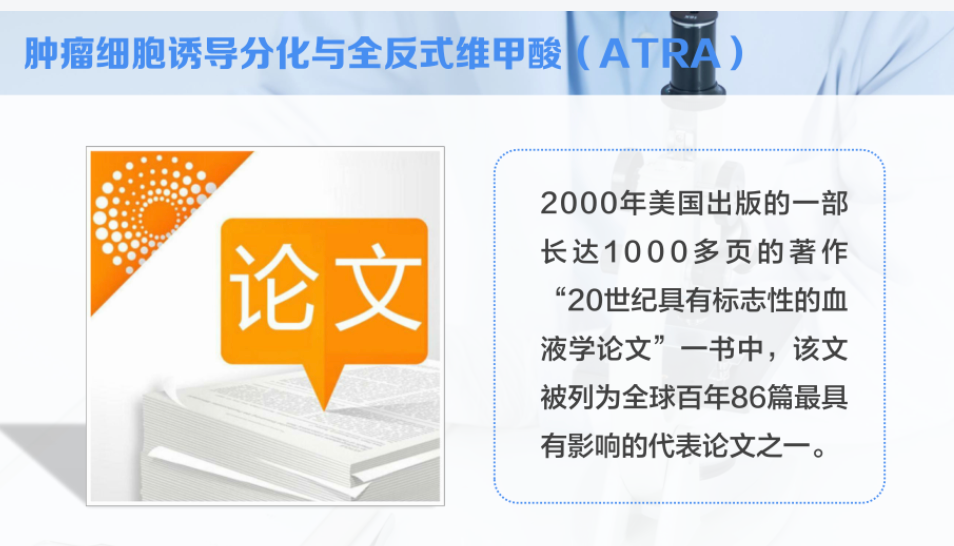 肿瘤细胞诱导分化与全反式维甲酸（ATRA）
论文
2000年美国出版的一部
长达1000多页的著作
“20世纪具有标志性的血
液学论文”一书中，该文
被列为全球百年86篇最具
有影响的代表论文之一。